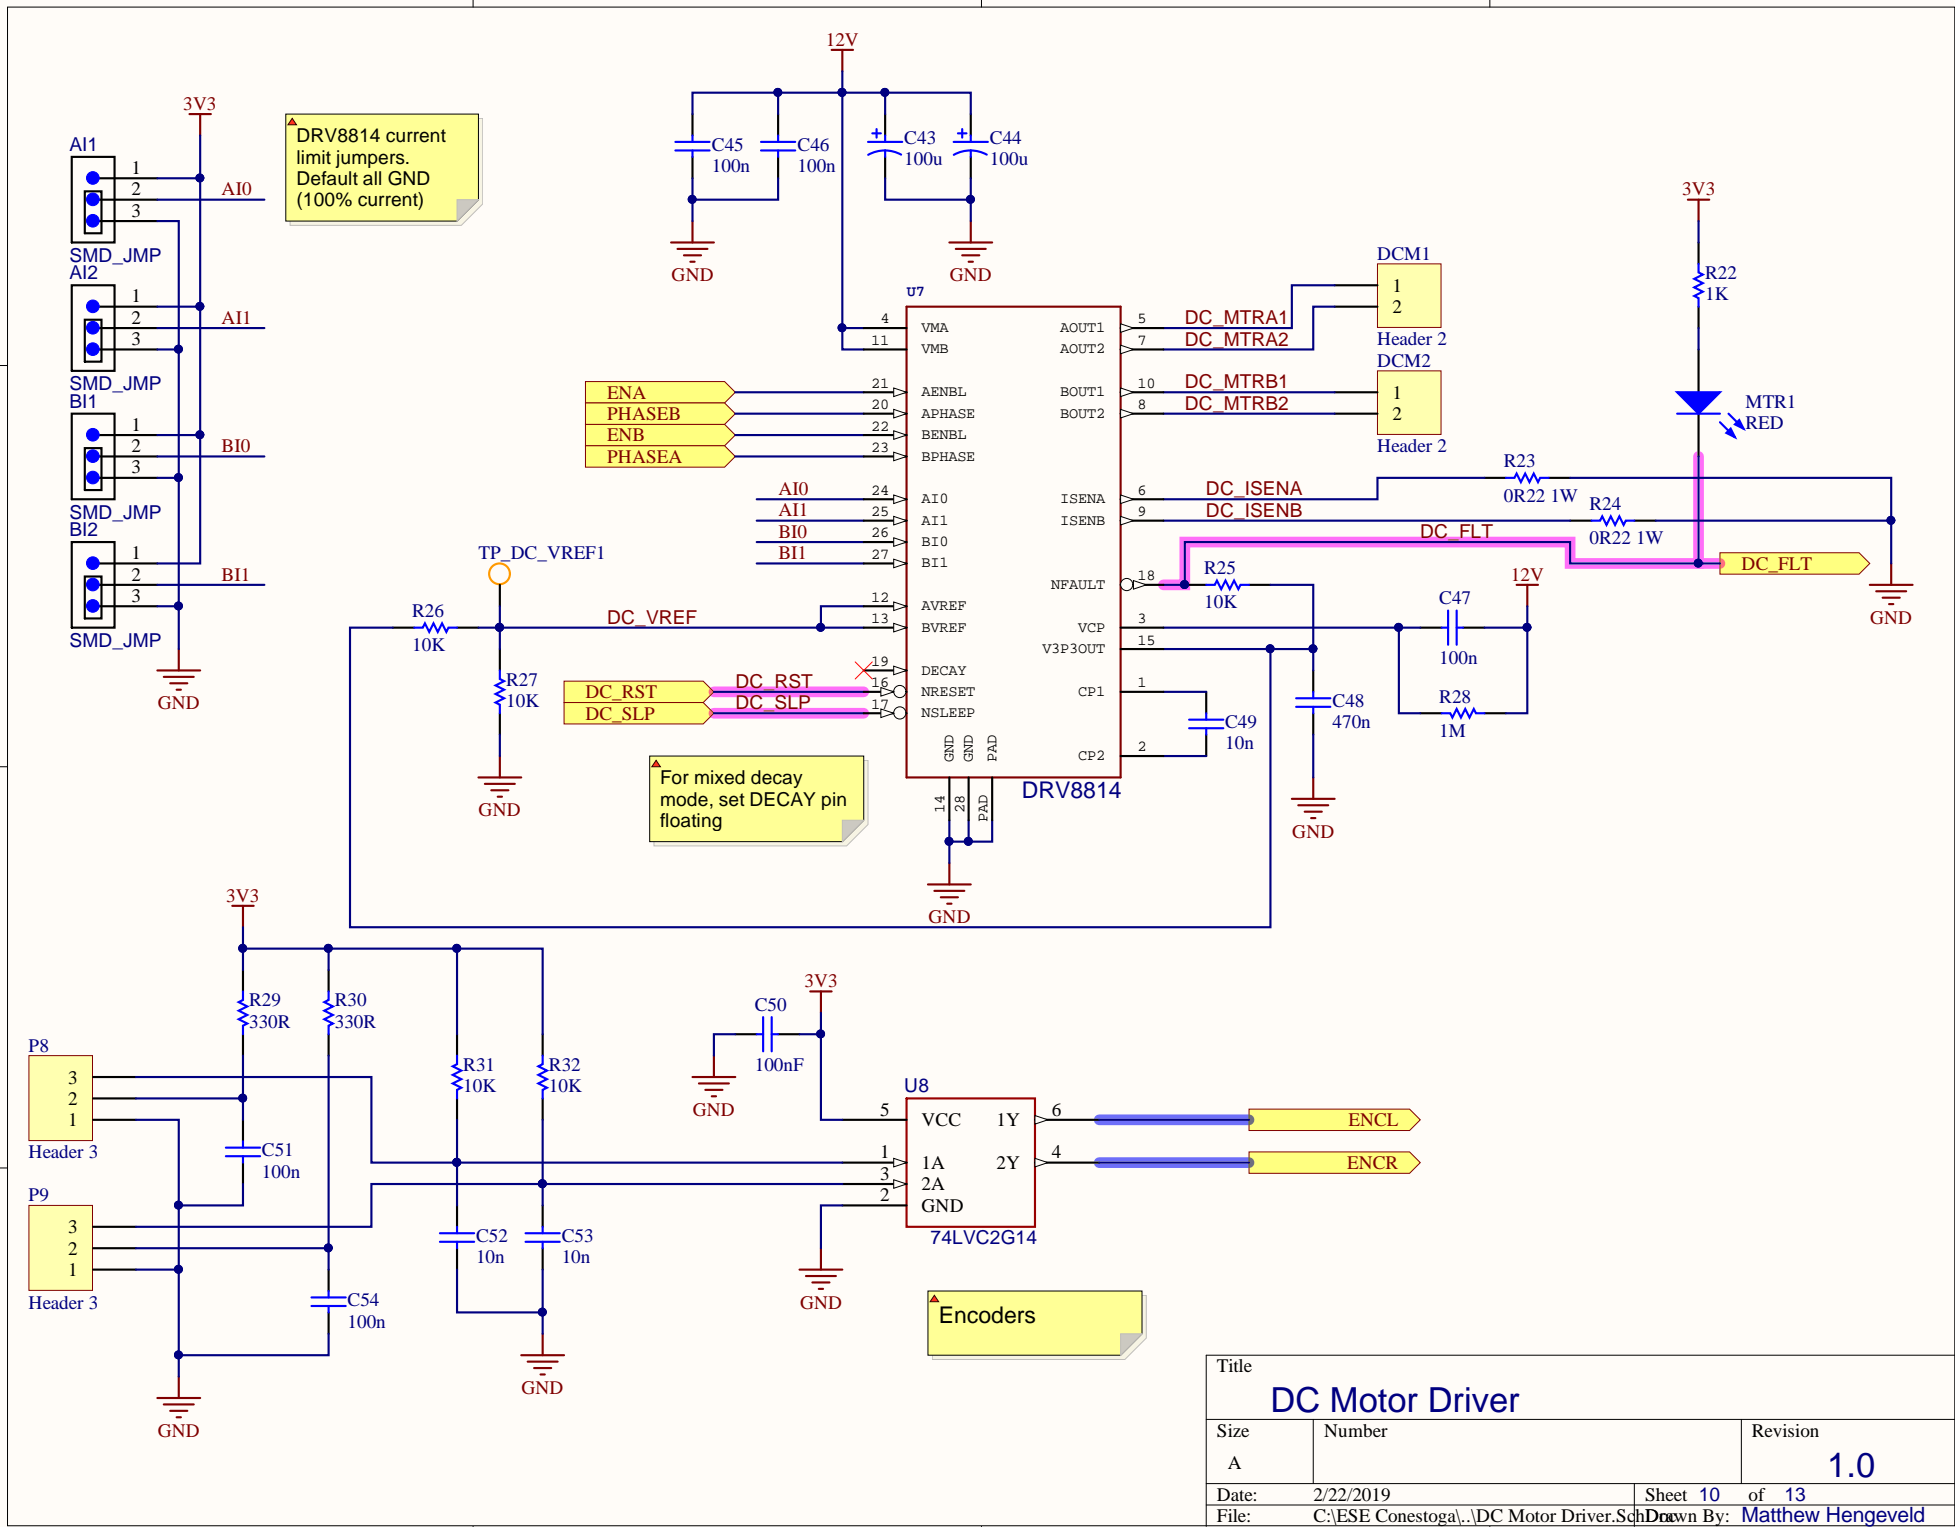 12V
3V3
DRV8814 current
limit jumpers.
Default all GND
(100% current)
AI1
1
2
3
AI0
SMD_JMP
AI2
1
2
3
AI1
SMD_JMP
BI1
1
2
3
BI0
SMD_JMP
BI2
1
2
3
BI1
SMD_JMP
GND
C45
100n
C46
100n
C43
100u
C44
100u
GND
GND
U7
4
VMA
11
VMB
21
AENBL
20
APHASE
22
BENBL
23
BPHASE
24
AI0
25
AI1
26
BI0
27
BI1
12
AVREF
13
BVREF
19
DECAY
16
NRESET
17
NSLEEP
AOUT1
5
AOUT2
7
BOUT1
10
BOUT2
8
ISENA
6
ISENB
9
NFAULT
18
VCP
3
V3P3OUT
15
CP1
1
CP2
2
GND
GND
PAD
14
28
PAD
DRV8814
GND
ENA
PHASEB
ENB
PHASEA
AI0
AI1
BI0
BI1
TP_DC_VREF1
R26
10K
DC_VREF
R27
10K
GND
DC_RST
DC_RST
DC_SLP
DC_SLP
For mixed decay
mode, set DECAY pin
floating
DC_MTRA1
DC_MTRA2
DC_MTRB1
DC_MTRB2
DCM1
1
2
Header 2
DCM2
1
2
Header 2
3V3
R22
1K
MTR1
RED
DC_ISENA
DC_ISENB
R23
0R22 1W
R24
0R22 1W
DC_FLT
DC_FLT
GND
R25
10K
12V
C47
100n
R28
1M
C48
470n
C49
10n
GND
3V3
R29
330R
R30
330R
R31
10K
R32
10K
P8
3
2
1
Header 3
C51
100n
P9
3
2
1
Header 3
C54
100n
C52
10n
C53
10n
GND
GND
3V3
C50
100nF
GND
U8
5
VCC
1
1A
3
2A
2
GND
1Y
6
2Y
4
74LVC2G14
GND
ENCL
ENCR
Encoders
Title
DC Motor Driver
Size
A
Number
Revision
1.0
Date:
2/22/2019
Sheet 10 of 13
File:
C:\ESE Conestoga\..\DC Motor Driver.SchDoc
Drawn By: Matthew Hengeveld